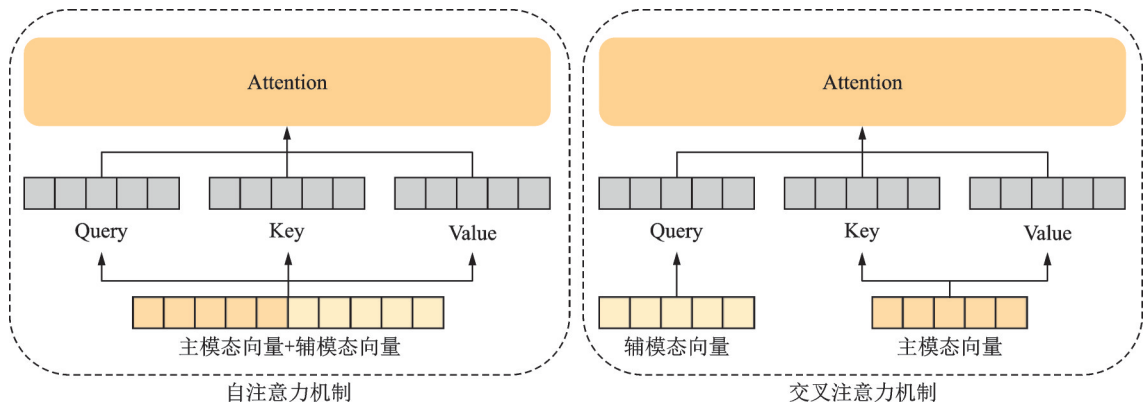 Attention
Query
Key
Value
主模态向量+辅模态向量
自注意力机制
Attention
Query
Key
Value
辅模态向量
主模态向量
交叉注意力机制